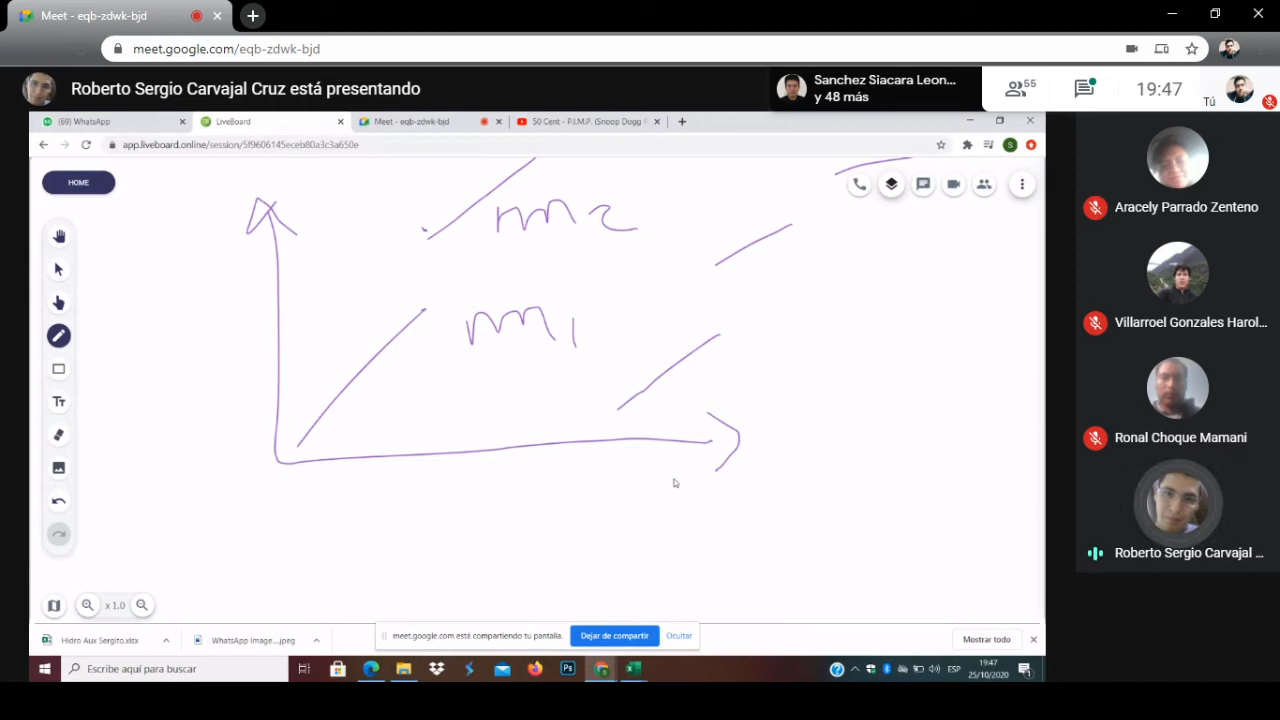 Meet - eqb-zdwk-bjd
meet.google.com/eqb-zdwk-bjd
Roberto Sergio Carvajal Cruz está presentando
Sanchez Siacara Leon...
y 48 más
55
19:47
Tú
(69) WhatsApp
LiveBoard
Meet - eqb-zdwk-bjd
50 Cent - P.I.M.P. (Snoop Dogg F
app.liveboard.online/session/5f9606145eceb80a3c3a650e
S
HOME
m2
m1
Tт
x 1.0
Aracely Parrado Zenteno
Villarroel Gonzales Harol...
Ronal Choque Mamani
Roberto Sergio Carvajal ...
Hidro Aux Sergito.xlsx
WhatsApp Image....jpeg
meet.google.com está compartiendo tu pantalla.
Dejar de compartir
Ocultar
Mostrar todo
Escribe aquí para buscar
Ps
ESP
19:47
25/10/2020
1